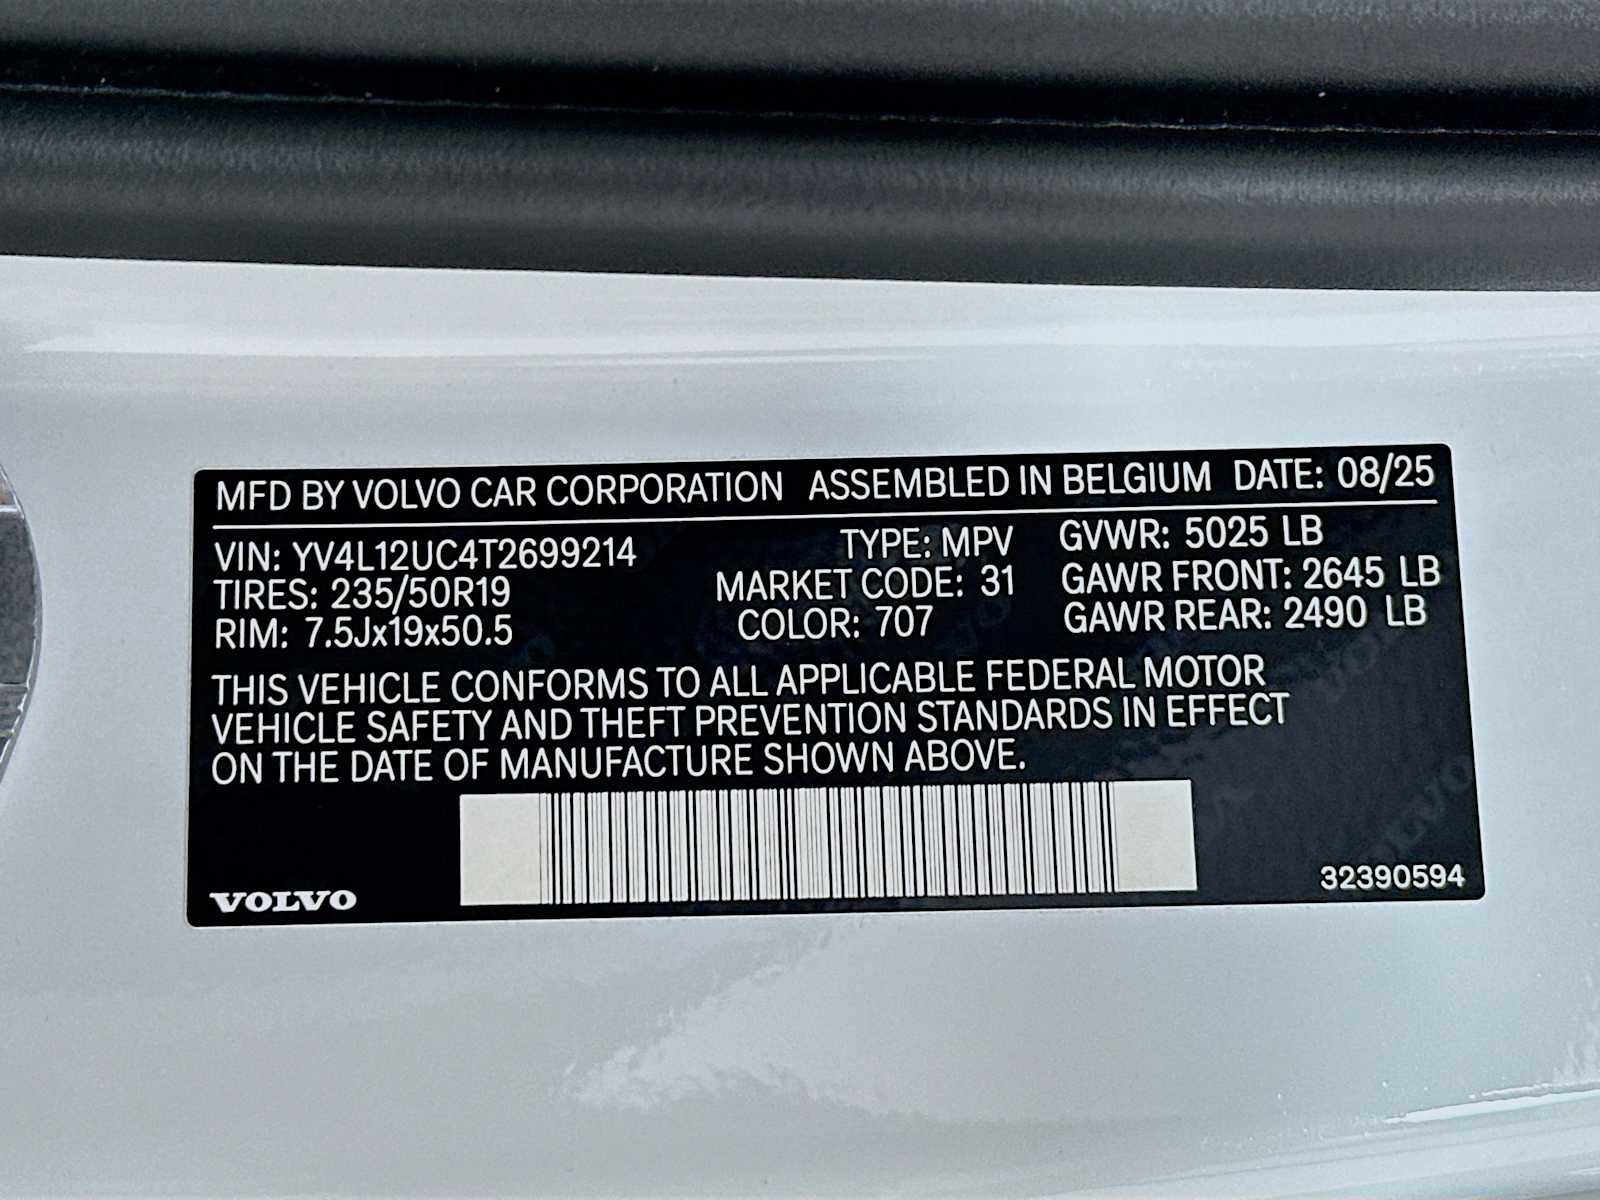 MFD BY VOLVO CAR CORPORATION ASSEMBLED IN BELGIUM DATE: 08/25
VIN: YV4L12UC4T2699214 TYPE: MPV GVWR: 5025 LB
TIRES: 235/50R19 MARKET CODE: 31 GAWR FRONT: 2645 LB
RIM: 7.5Jx19x50.5 COLOR: 707 GAWR REAR: 2490 LB
THIS VEHICLE CONFORMS TO ALL APPLICABLE FEDERAL MOTOR
VEHICLE SAFETY AND THEFT PREVENTION STANDARDS IN EFFECT
ON THE DATE OF MANUFACTURE SHOWN ABOVE.
VOLVO 32390594